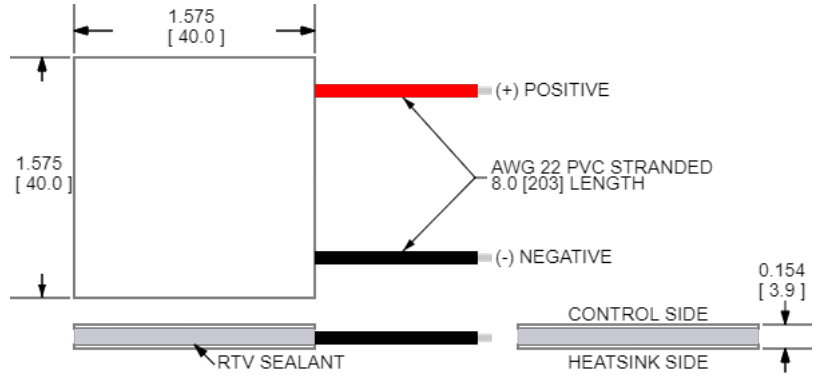 1.575
[ 40.0 ]
(+) POSITIVE
1.575
[ 40.0 ]
AWG 22 PVC STRANDED
8.0 [203] LENGTH
(-) NEGATIVE
0.154
[ 3.9 ]
CONTROL SIDE
RTV SEALANT
HEATSINK SIDE